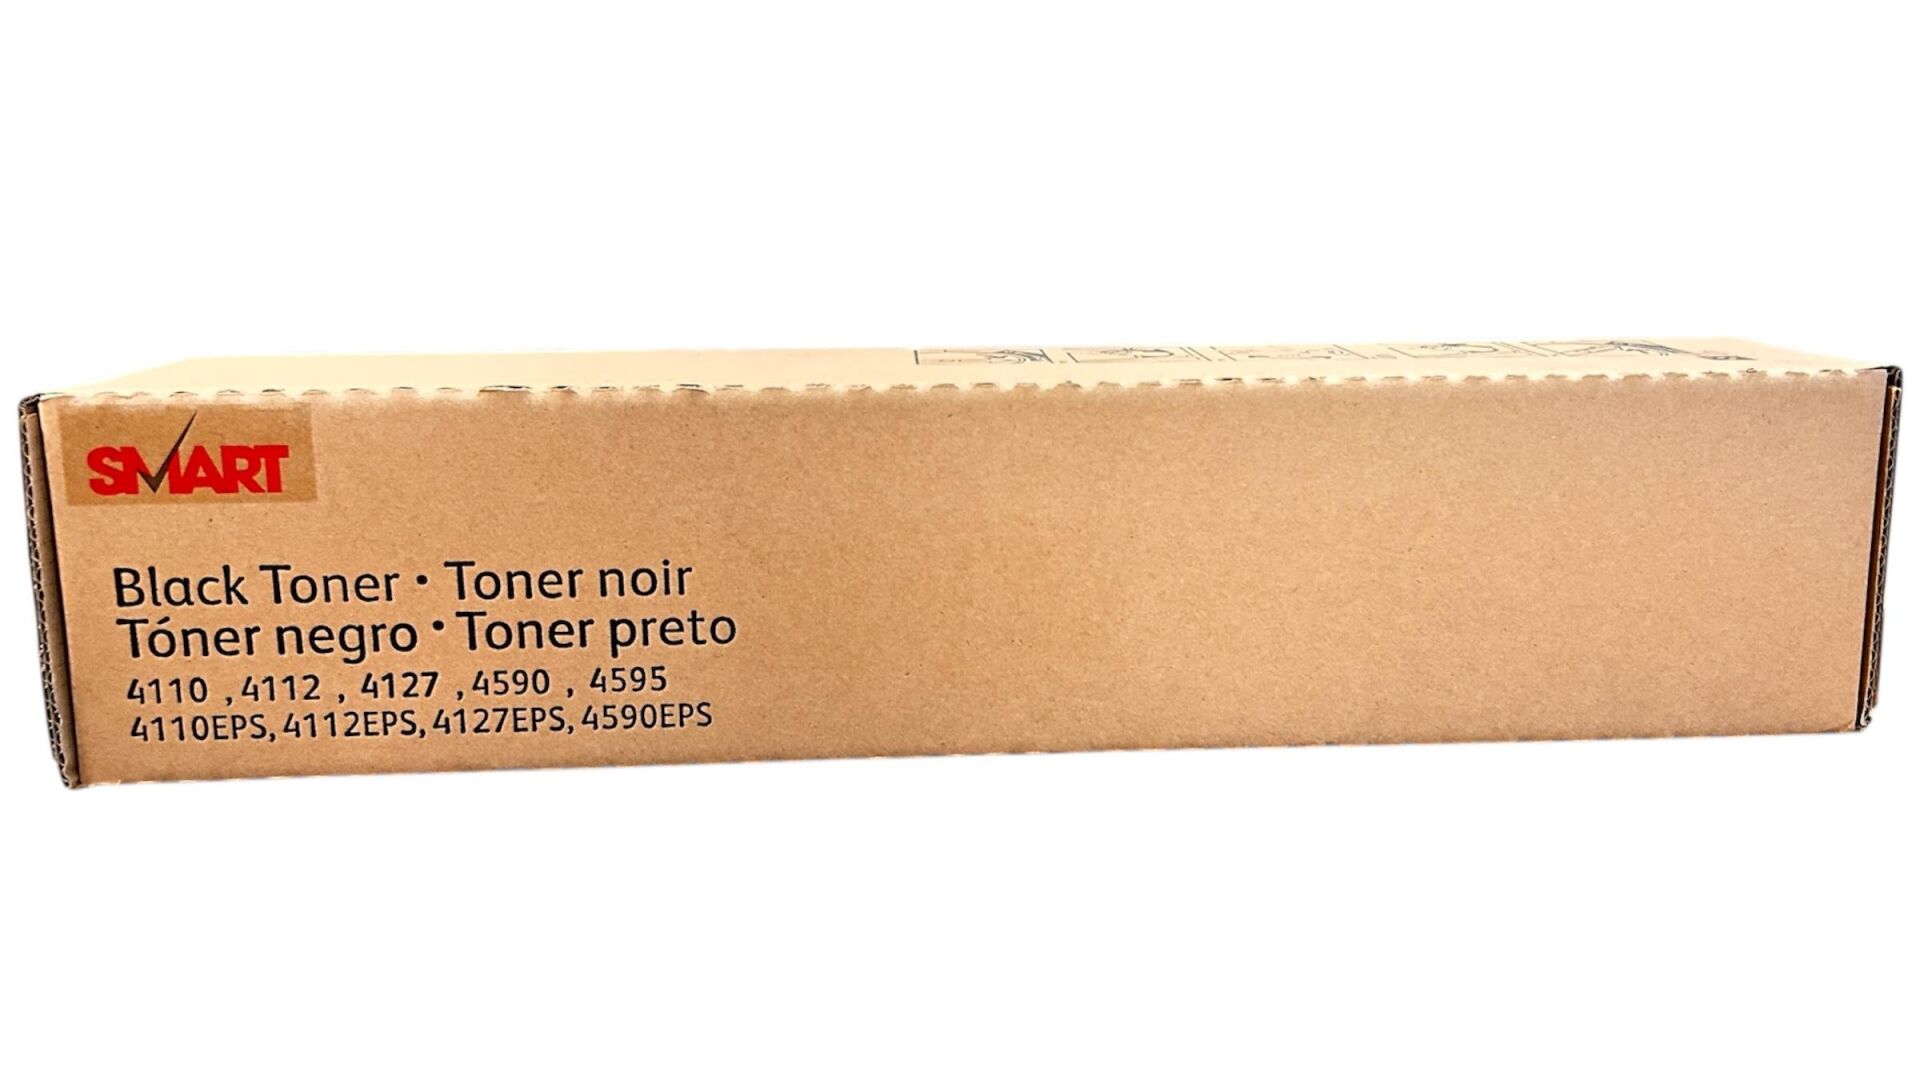 SMART
Black Toner • Toner noir
Tóner negro • Toner preto
4110 , 4112 , 4127 , 4590 , 4595
4110EPS, 4112EPS, 4127EPS, 4590EPS